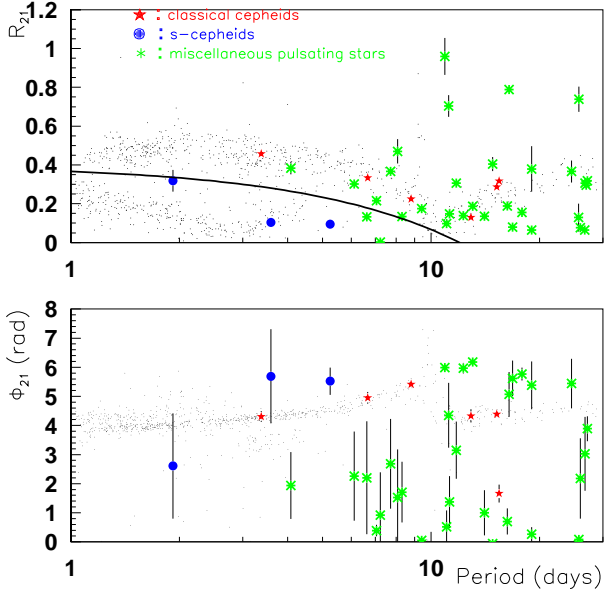 R21
1.2
1
0.8
0.6
0.4
0.2
0
★ : classical cepheids
: s-cepheids
: miscellaneous pulsating stars
1 10
Φ21 (rad)
8
7
6
5
4
3
2
1
0
1 10 Period (days)